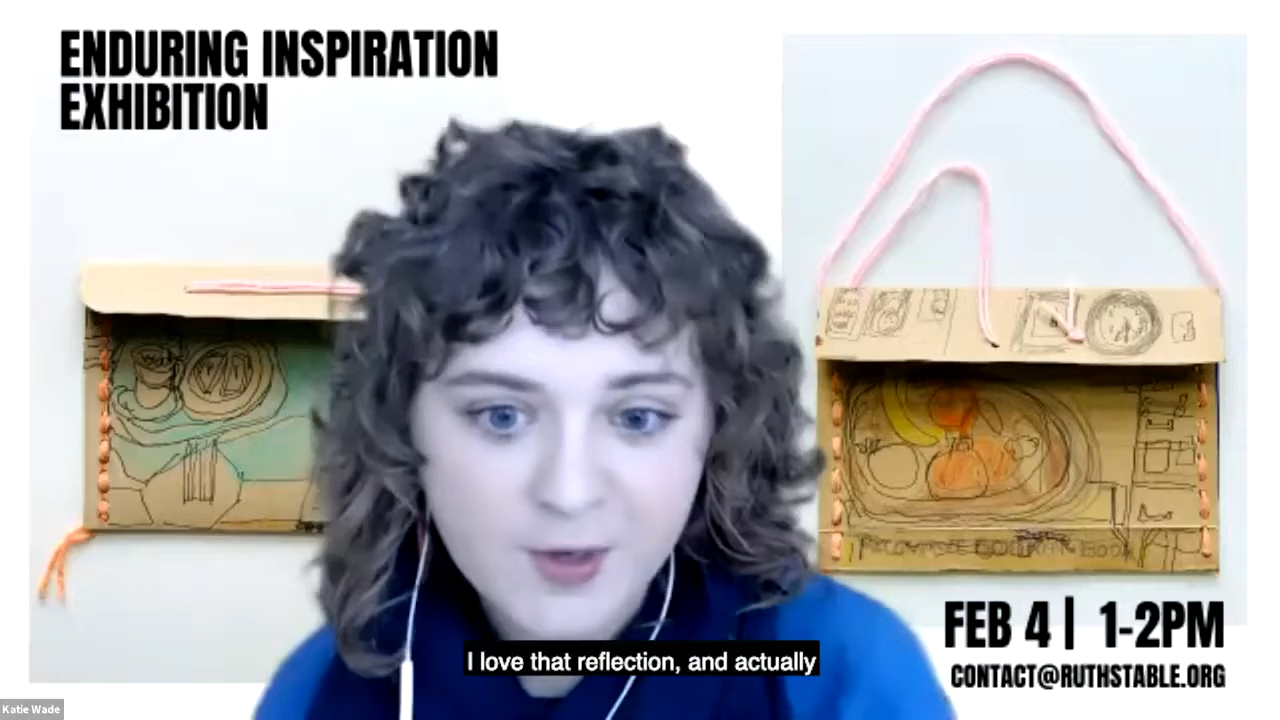 ENDURING INSPIRATION
EXHIBITION
I love that reflection, and actually
FEB 4 | 1-2PM
CONTACT@RUTHSTABLE.ORG
Katie Wade